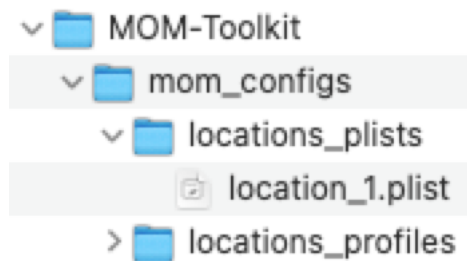 MOM-Toolkit
mom_configs
locations_plists
location_1.plist
locations_profiles